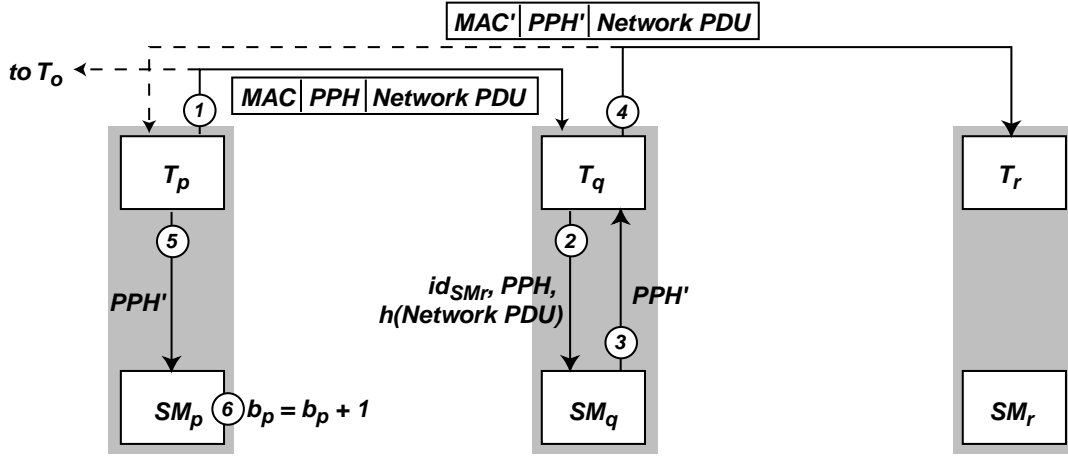 MAC' PPH' Network PDU
to To
MAC PPH Network PDU
1
4
Tp
Tq
Tr
5
2
idSMr, PPH,
h(Network PDU)
PPH'
PPH'
3
SMp
6
bp = bp + 1
SMq
SMr